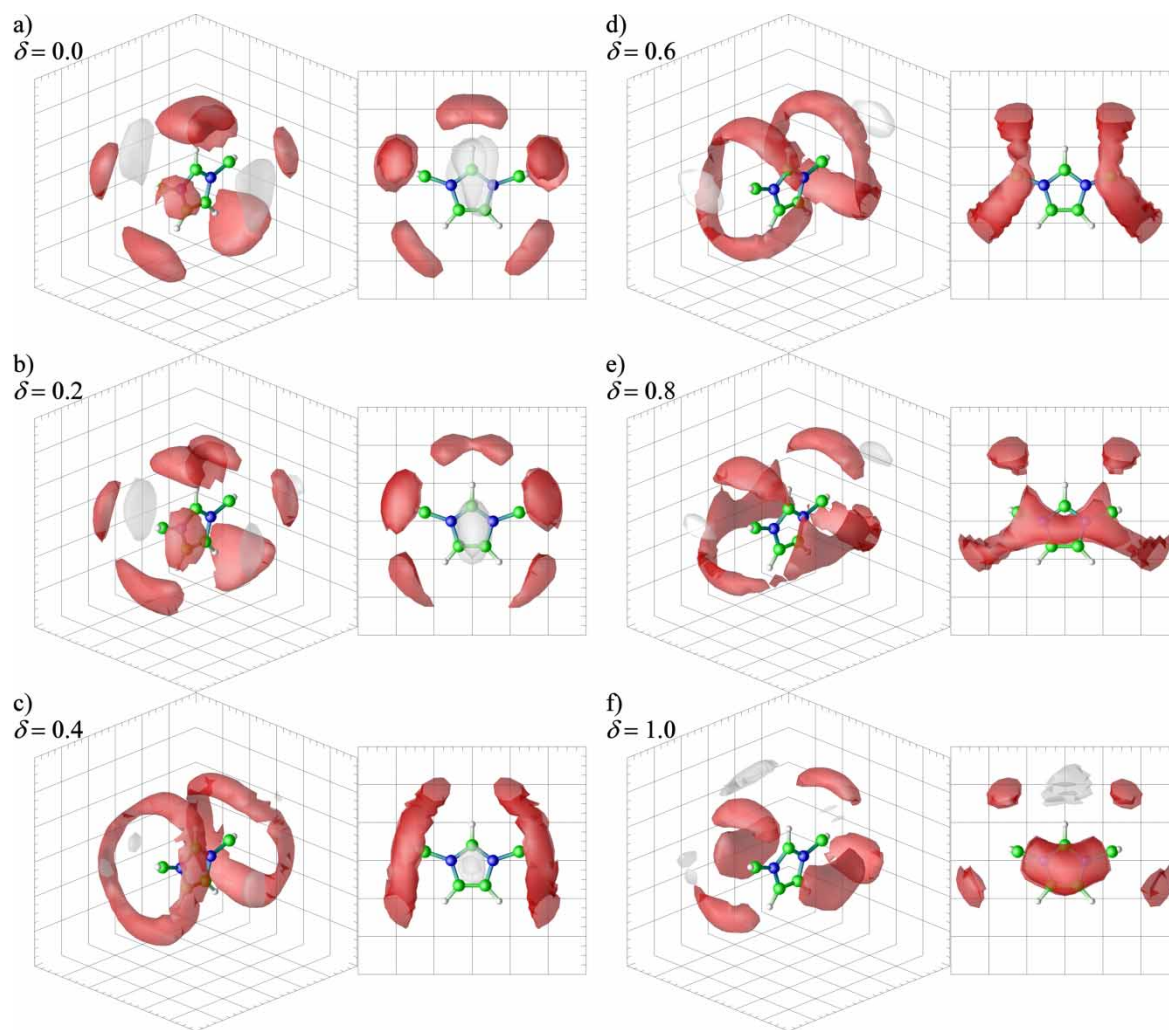 a)
δ = 0.0
b)
δ = 0.2
c)
δ = 0.4
d)
δ = 0.6
e)
δ = 0.8
f)
δ = 1.0